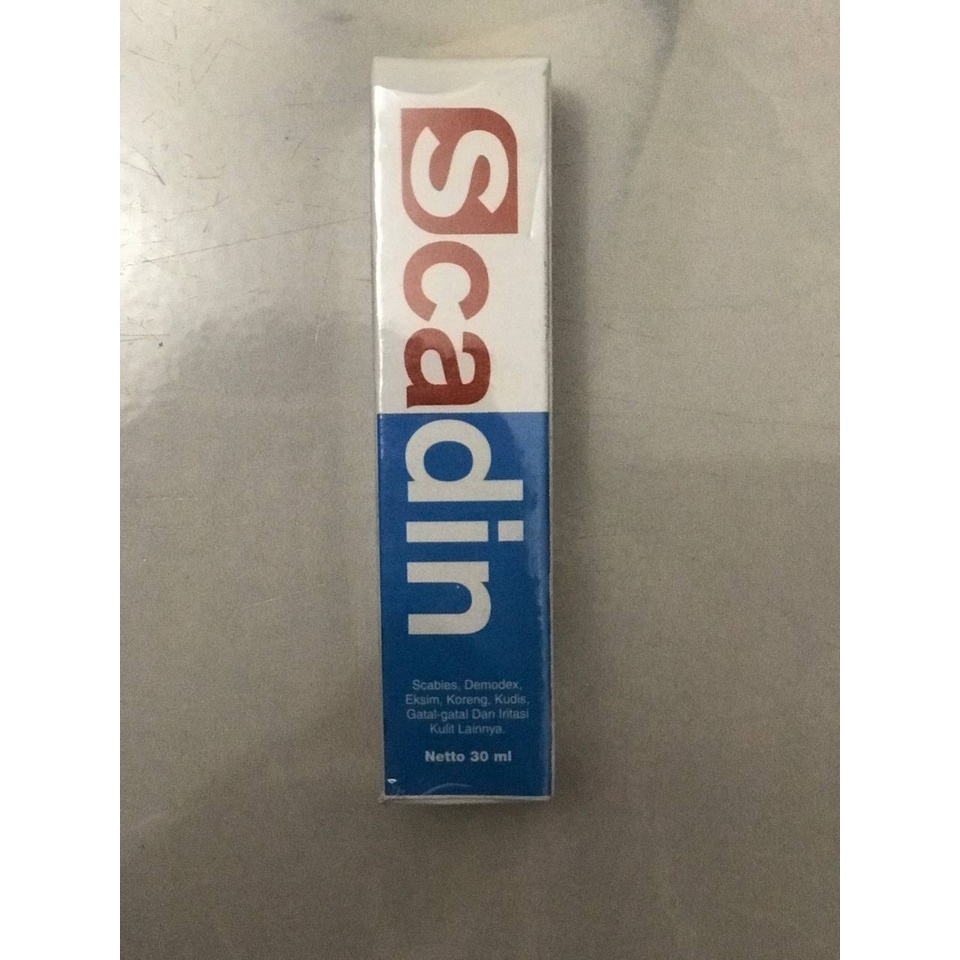 Scadin
Scabies, Demodex,
Eksim, Koreng, Kudis,
Gatal-gatal Dan Iritasi
Kulit Lainnya.
Netto 30 ml